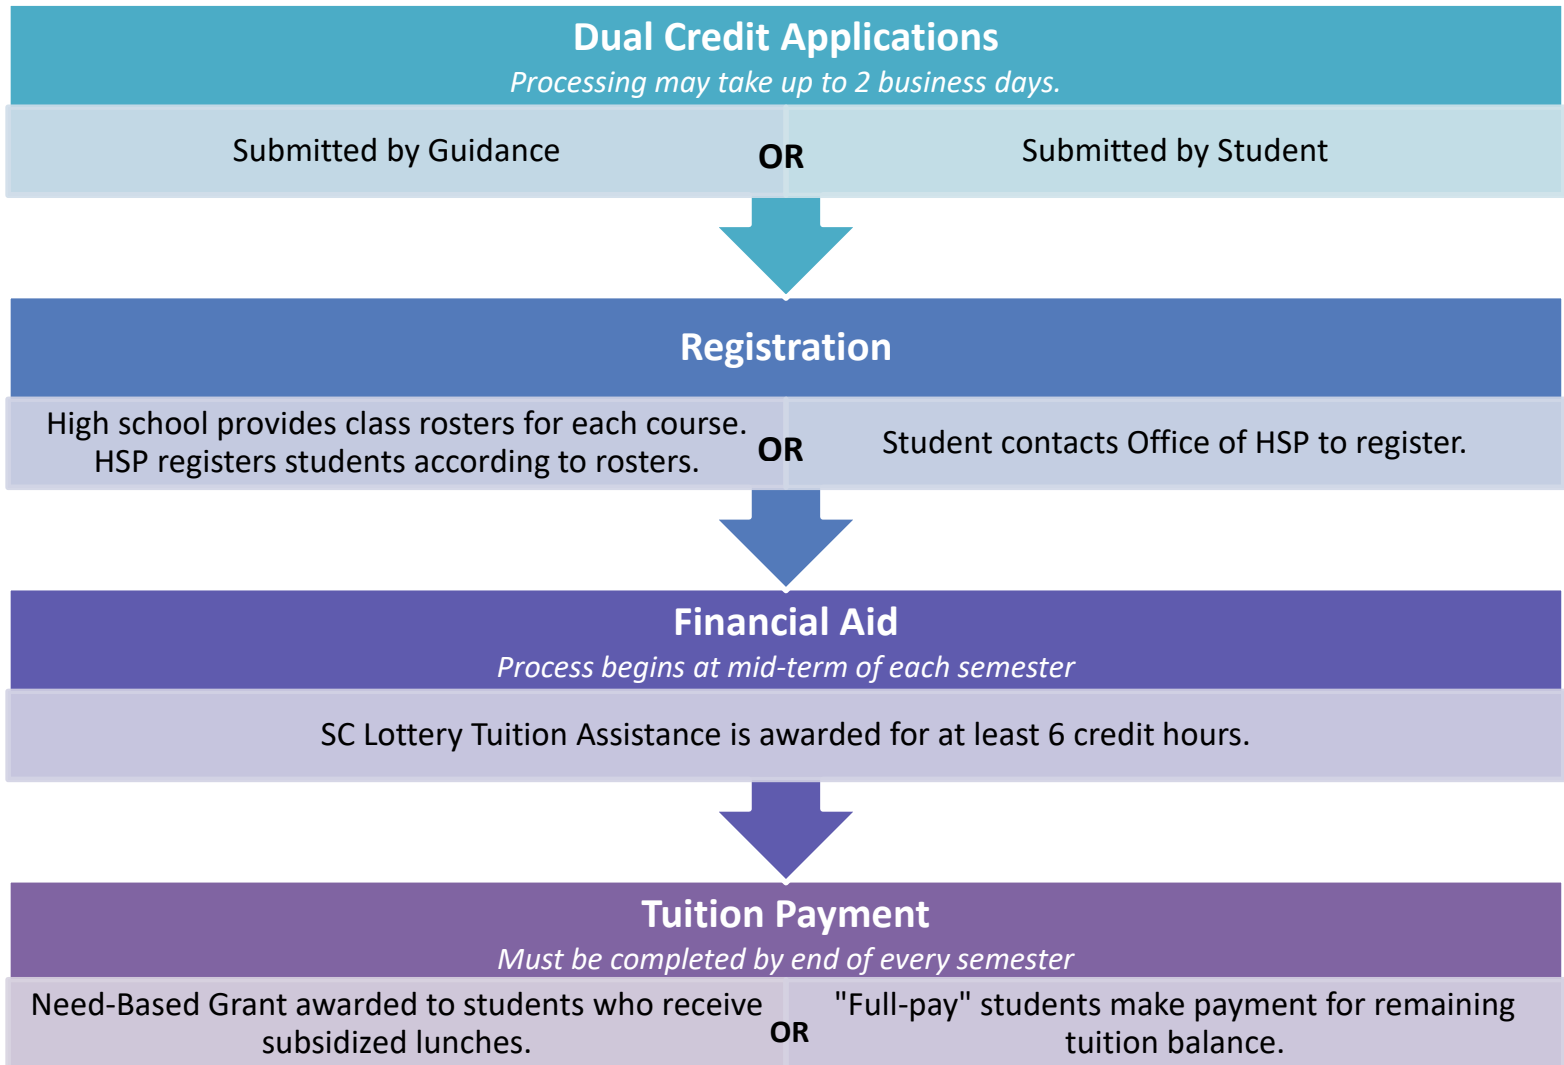 Dual Credit Applications
Processing may take up to 2 business days.
Submitted by Guidance
OR
Submitted by Student
Registration
High school provides class rosters for each course.
HSP registers students according to rosters.
OR
Student contacts Office of HSP to register.
Financial Aid
Process begins at mid-term of each semester
SC Lottery Tuition Assistance is awarded for at least 6 credit hours.
Tuition Payment
Must be completed by end of every semester
Need-Based Grant awarded to students who receive
subsidized lunches.
OR
"Full-pay" students make payment for remaining
tuition balance.